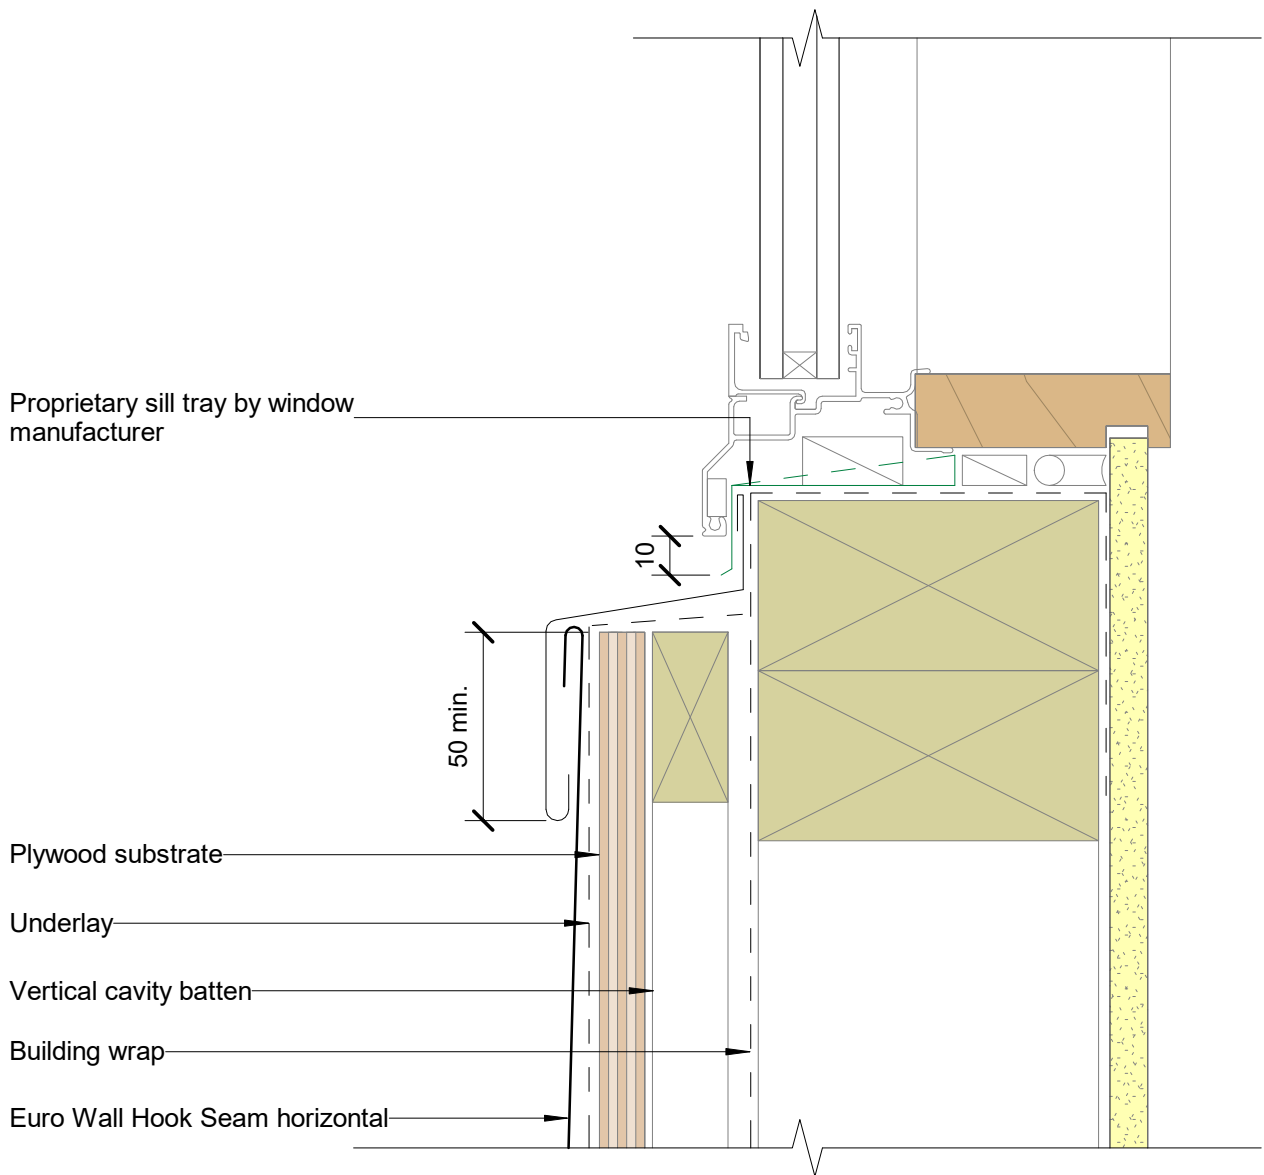 Proprietary sill tray by window
manufacturer
10
50 min.
Plywood substrate
Underlay
Vertical cavity batten
Building wrap
Euro Wall Hook Seam horizontal